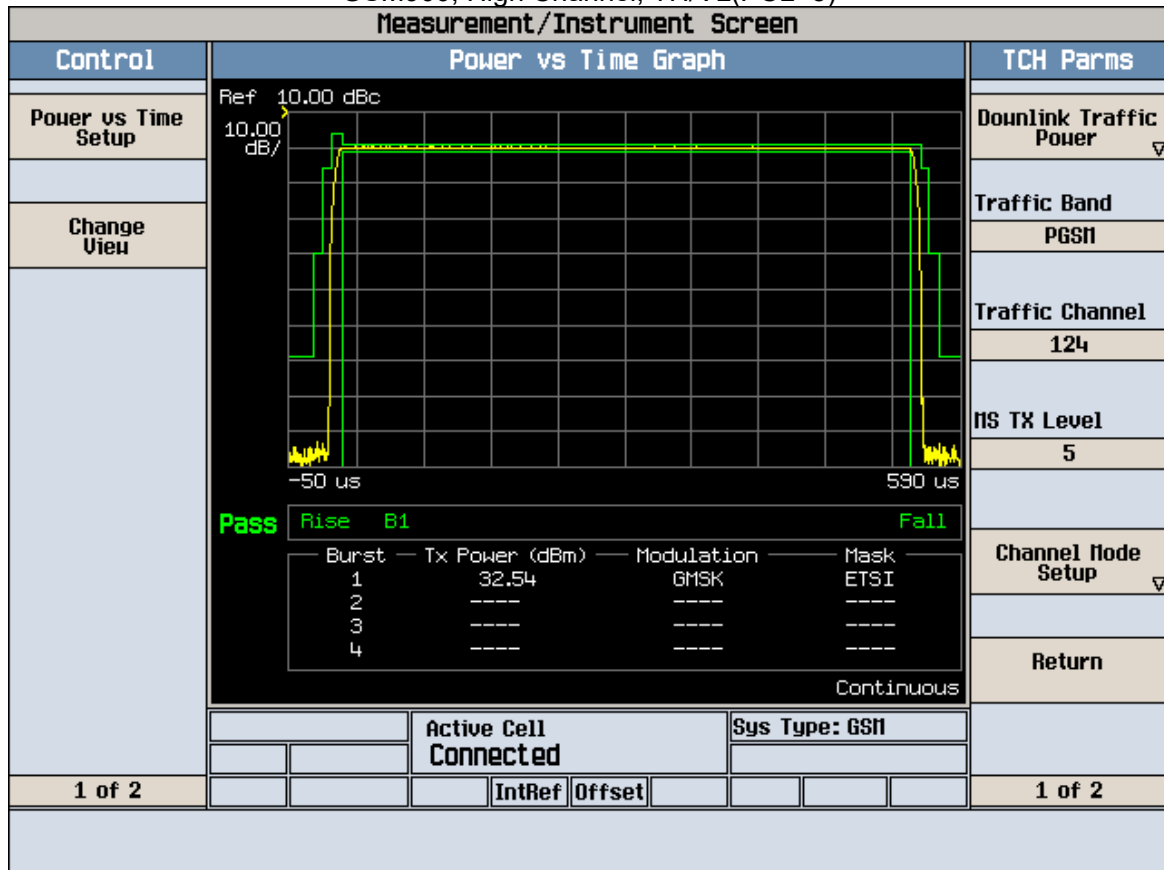 Measurement/Instrument Screen
Control
Power vs Time Graph
TCH Parms
Power vs Time
Setup
Change
View
1 of 2
Ref 10.00 dBc
10.00
dB/
-50 us
590 us
Pass
Rise B1 Fall
Burst Tx Power (dBm) Modulation Mask
1 32.54 GMSK ETSI
2 ---- ---- ----
3 ---- ---- ----
4 ---- ---- ----
Continuous
Active Cell
Connected
Sys Type: GSM
IntRef Offset
Downlink Traffic
Power
Traffic Band
PGSM
Traffic Channel
124
MS TX Level
5
Channel Mode
Setup
Return
1 of 2